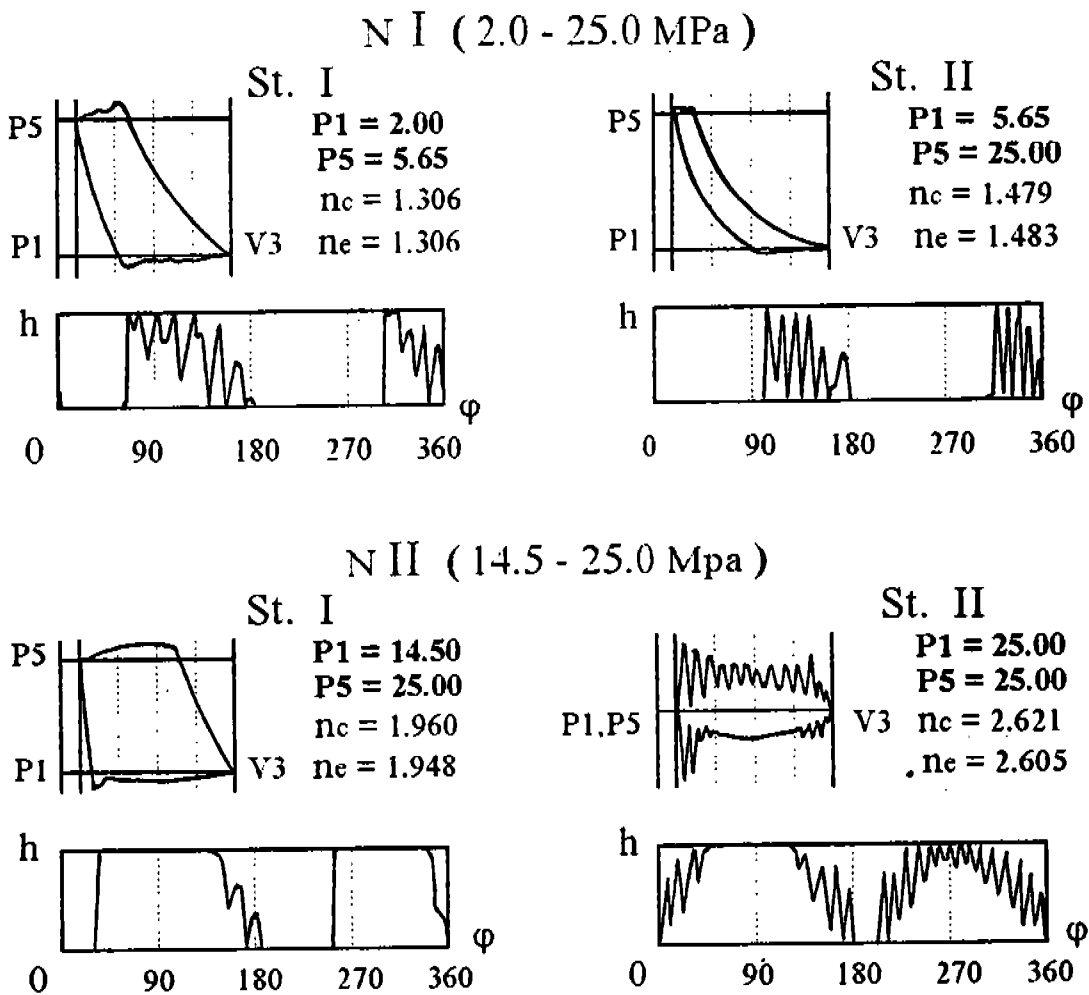 N I ( 2.0 - 25.0 MPa )
St. I
P5
P1 = 2.00
P5 = 5.65
nc = 1.306
P1
V3
ne = 1.306
h
φ
0 90 180 270 360
St. II
P5
P1 = 5.65
P5 = 25.00
nc = 1.479
P1
V3
ne = 1.483
h
φ
0 90 180 270 360
N II ( 14.5 - 25.0 Mpa )
St. I
P5
P1 = 14.50
P5 = 25.00
nc = 1.960
P1
V3
ne = 1.948
h
φ
0 90 180 270 360
St. II
P1 = 25.00
P5 = 25.00
P1,P5
V3
nc = 2.621
ne = 2.605
h
φ
0 90 180 270 360